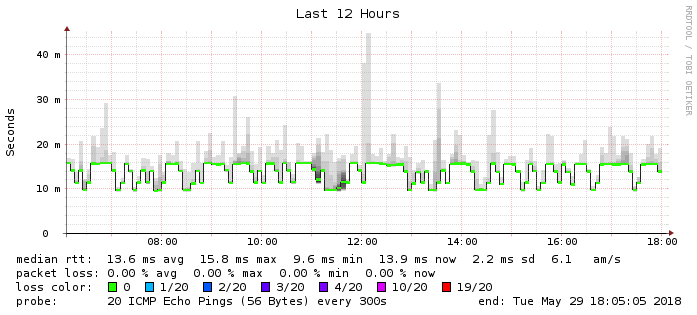 Last 12 Hours
RRDTOOL / TOBI OETIKER
Seconds
40 m
30 m
20 m
10 m
0
08:00 10:00 12:00 14:00 16:00 18:00
median rtt: 13.6 ms avg 15.8 ms max 9.6 ms min 13.9 ms now 2.2 ms sd 6.1 am/s
packet loss: 0.00 % avg 0.00 % max 0.00 % min 0.00 % now
loss color: 0 1/20 2/20 3/20 4/20 10/20 19/20
probe: 20 ICMP Echo Pings (56 Bytes) every 300s end: Tue May 29 18:05:05 2018